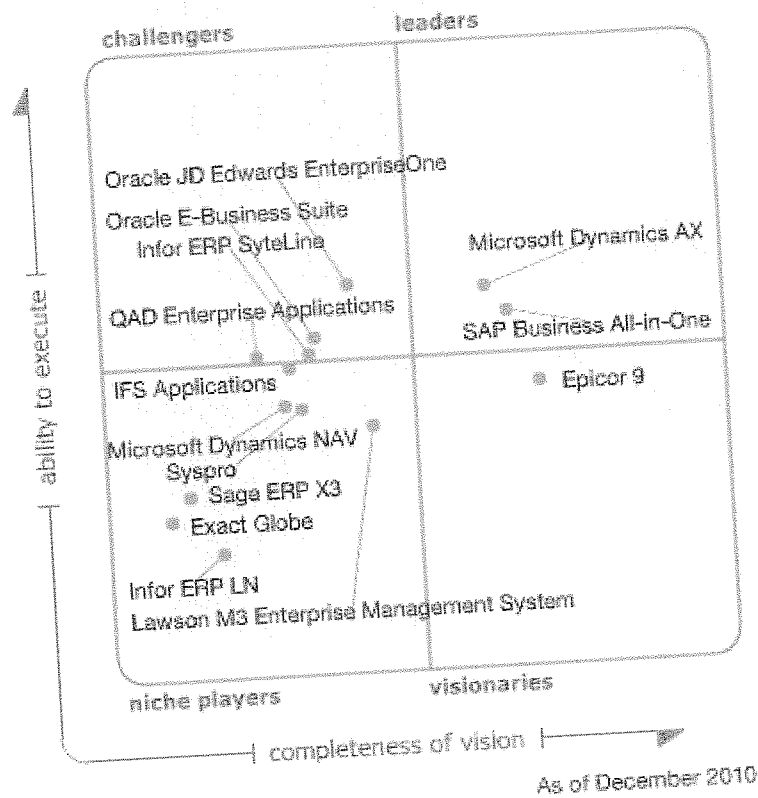 challengers
leaders
Oracle JD Edwards EnterpriseOne
Oracle E-Business Suite
Infor ERP SyteLine
Microsoft Dynamics AX
QAD Enterprise Applications
SAP Business All-in-One
IFS Applications
Epicor 9
Microsoft Dynamics NAV
Syspro
Sage ERP X3
Exact Globe
Infor ERP LN
Lawson M3 Enterprise Management System
niche players
visionaries
ability to execute
completeness of vision
As of December 2010